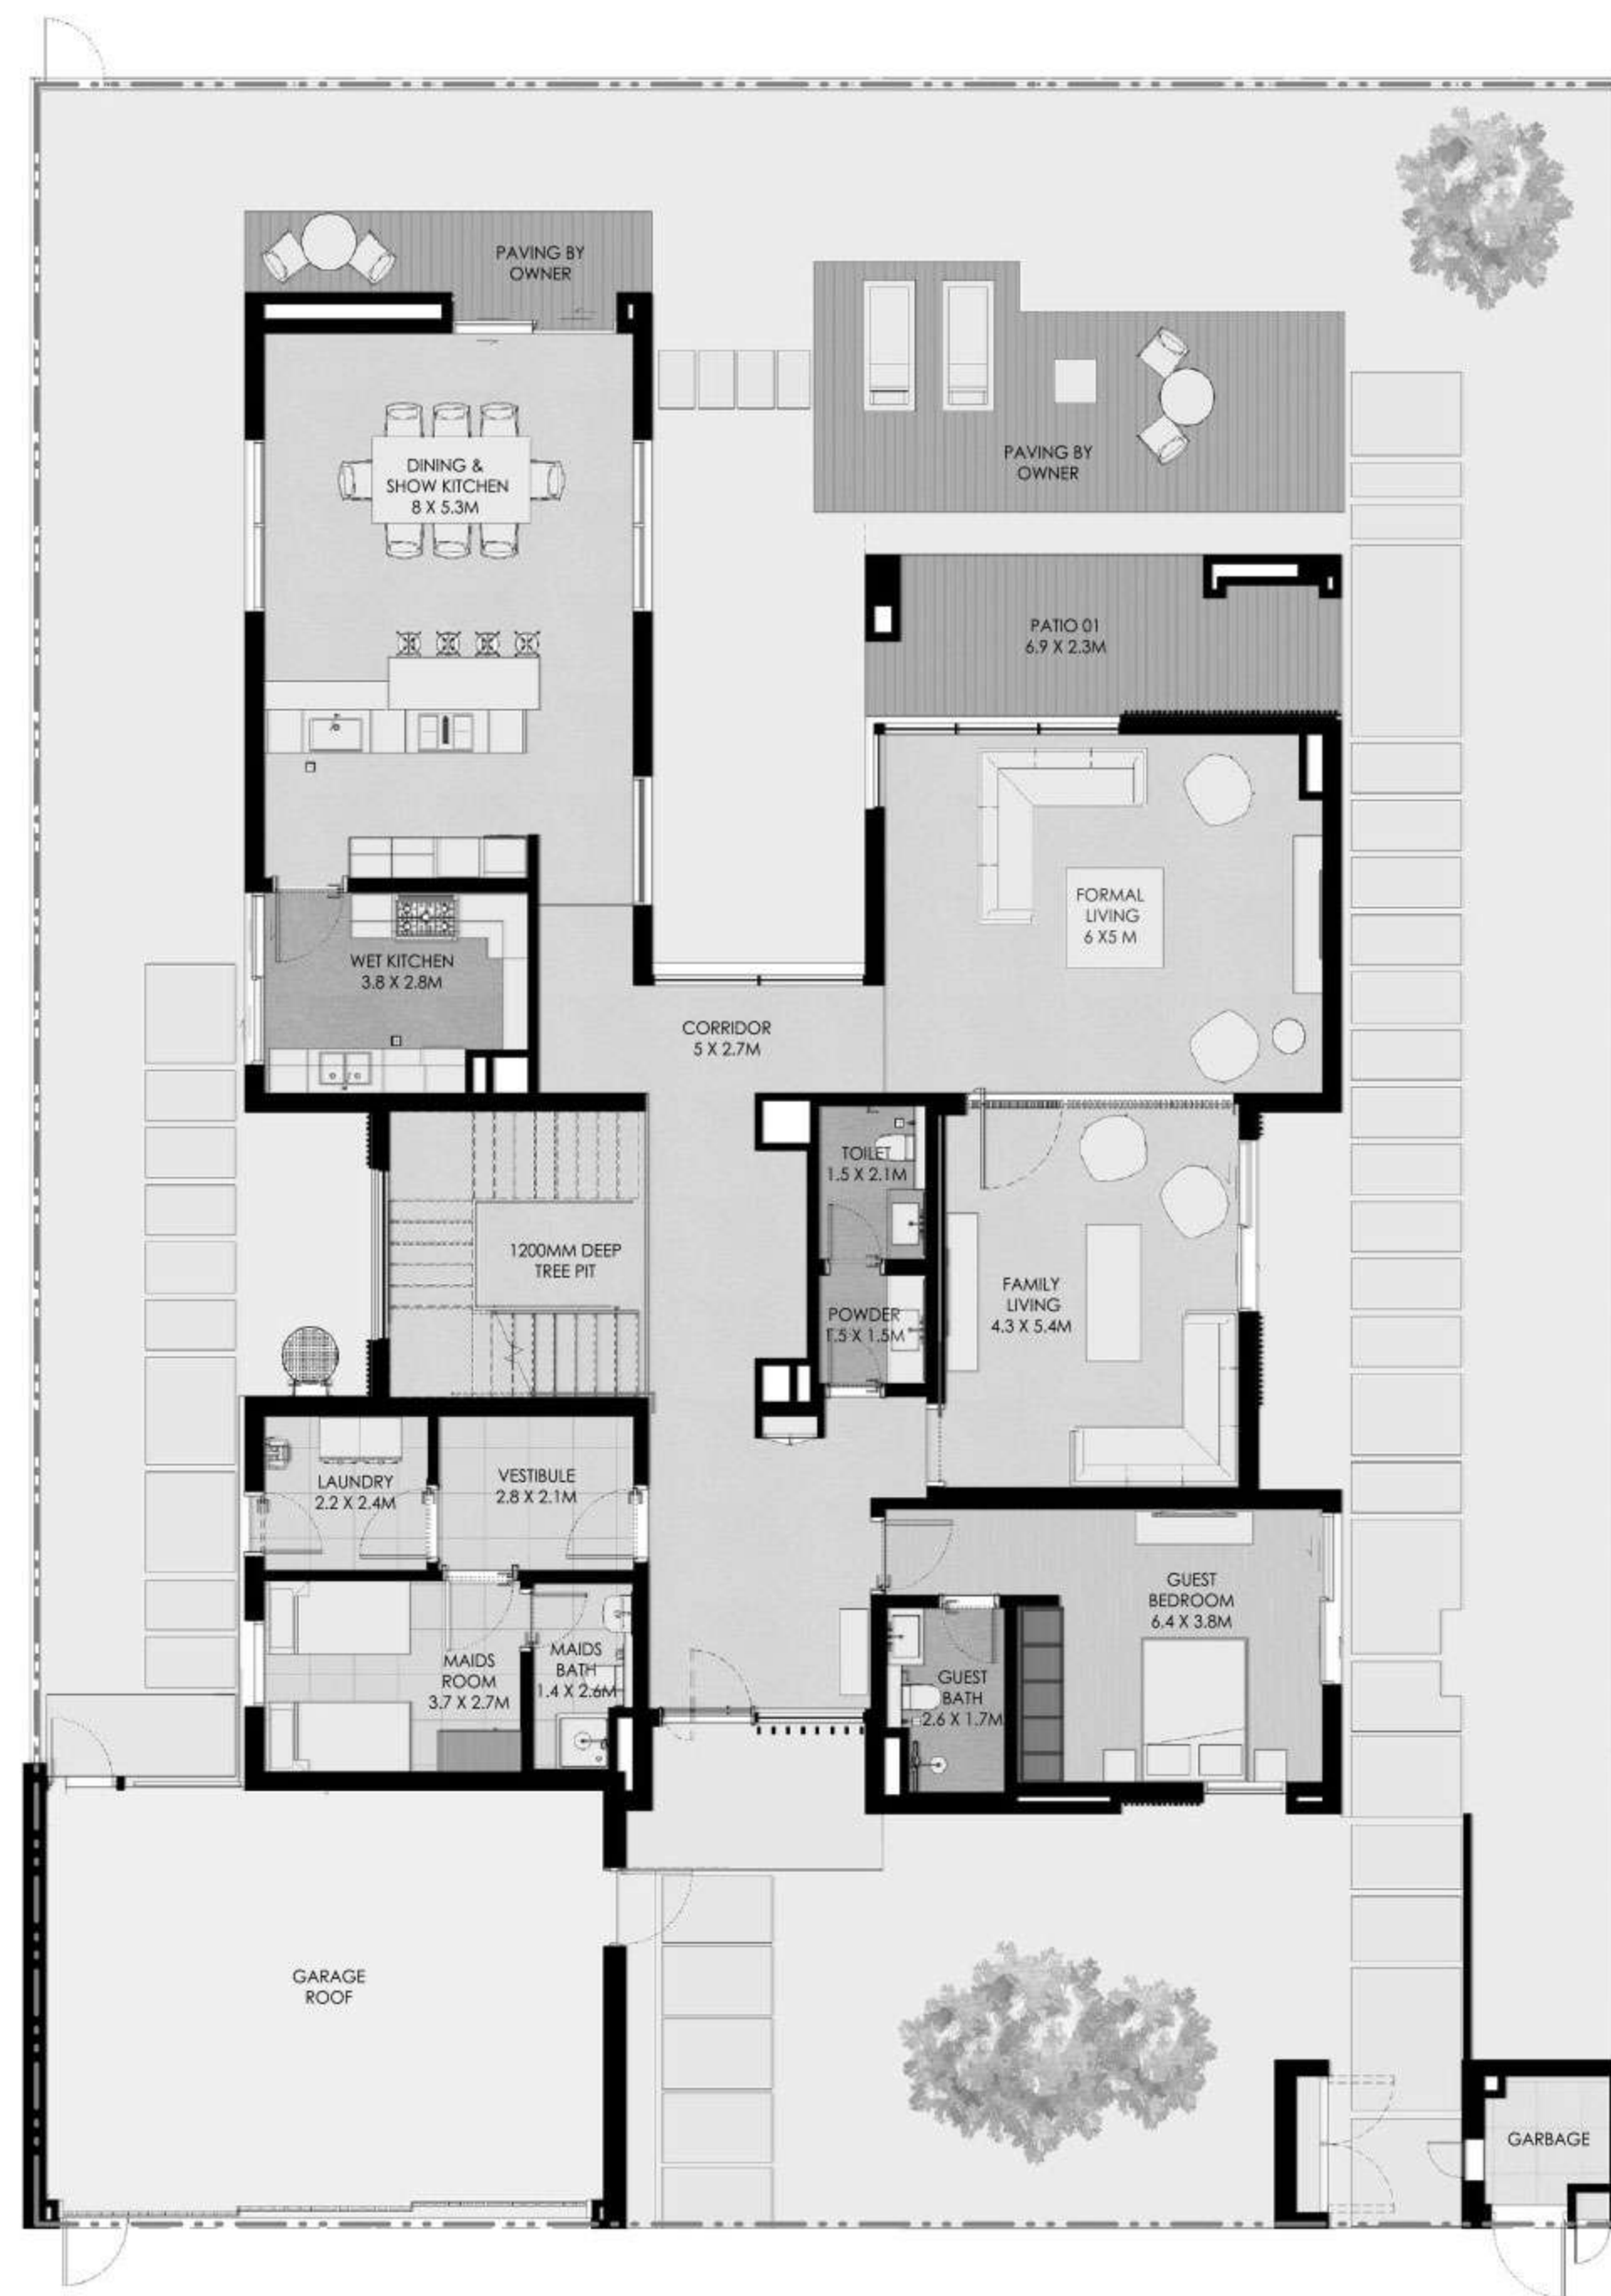 PAVING BY
OWNER
PAVING BY
OWNER
DINING &
SHOW KITCHEN
8 X 5.3M
PATIO 01
6.9 X 2.3M
FORMAL
LIVING
6 X5 M
WET KITCHEN
3.8 X 2.8M
CORRIDOR
5 X 2.7M
TOILET
1.5 X 2.1M
1200MM DEEP
TREE PIT
FAMILY
LIVING
4.3 X 5.4M
POWDER
1.5 X 1.5M
LAUNDRY
2.2 X 2.4M
VESTIBULE
2.8 X 2.1M
GUEST
BEDROOM
6.4 X 3.8M
MAIDS
ROOM
3.7 X 2.7M
MAIDS
BATH
1.4 X 2.6M
GUEST
BATH
2.6 X 1.7M
GARAGE
ROOF
GARBAGE